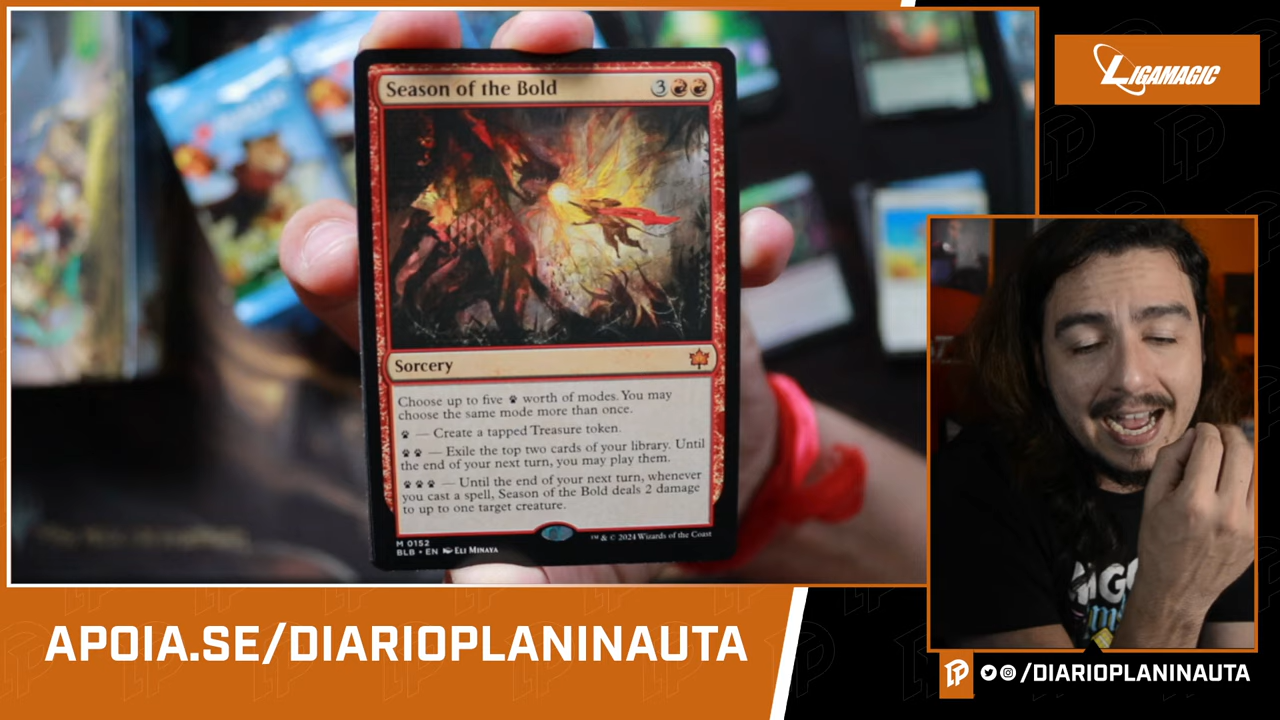 Season of the Bold 3
Sorcery
Choose up to five worth of modes. You may
choose the same mode more than once.
— Create a tapped Treasure token.
— Exile the top two cards of your library. Until
the end of your next turn, you may play them.
— Until the end of your next turn, whenever
you cast a spell, Season of the Bold deals 2 damage
to up to one target creature.
M 0152
BLB • EN ELI MINAYA
™ & © 2024 Wizards of the Coast
LIGAMAGIC
APOIA.SE/DIARIOPLANINAUTA
/DIARIOPLANINAUTA